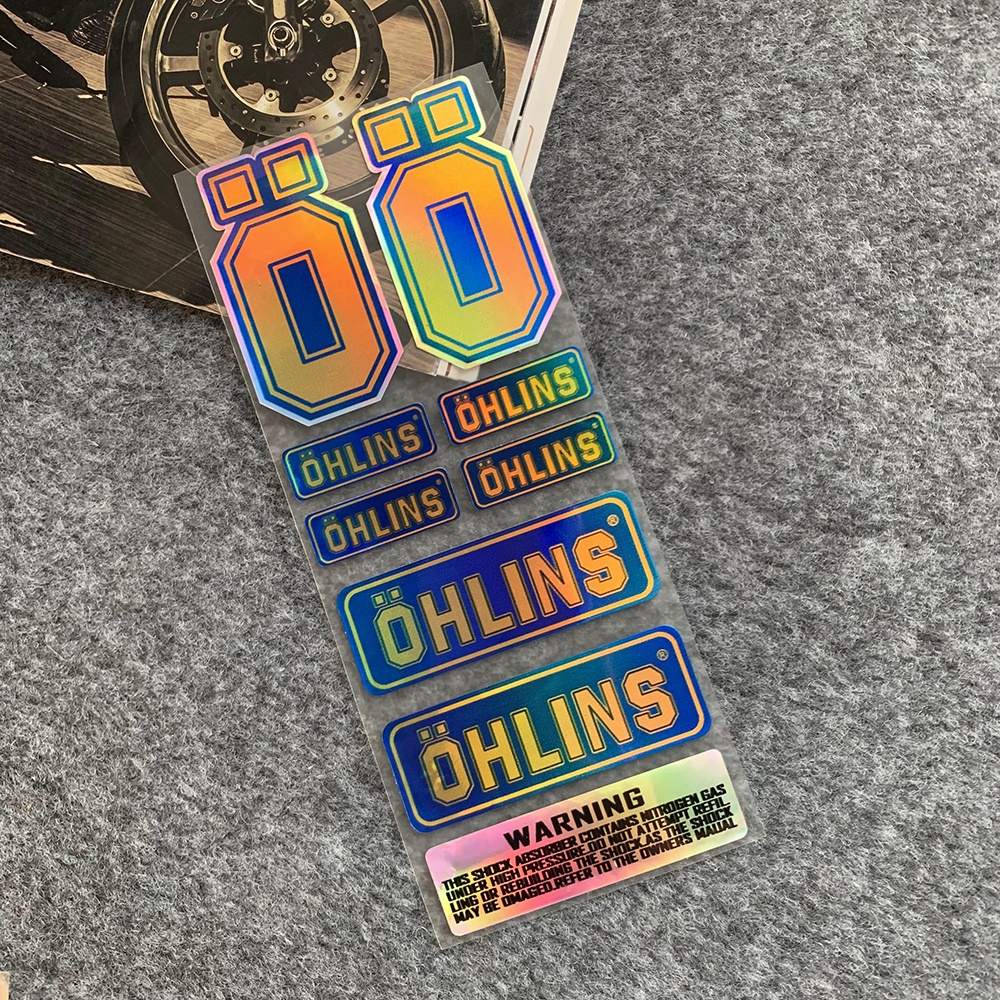 Ö Ö
ÖHLINS®
ÖHLINS®
ÖHLINS®
ÖHLINS®
ÖHLINS®
ÖHLINS®
WARNING
THIS SHOCK ABSORBER CONTAINS NITROGEN GAS
UNDER HIGH PRESSURE.DO NOT ATTEMPT REFIL
LING OR REBUILDING THE SHOCK.AS THE SHOCK
MAY BE DMAGED.REFER TO THE OWNERS MAUAL